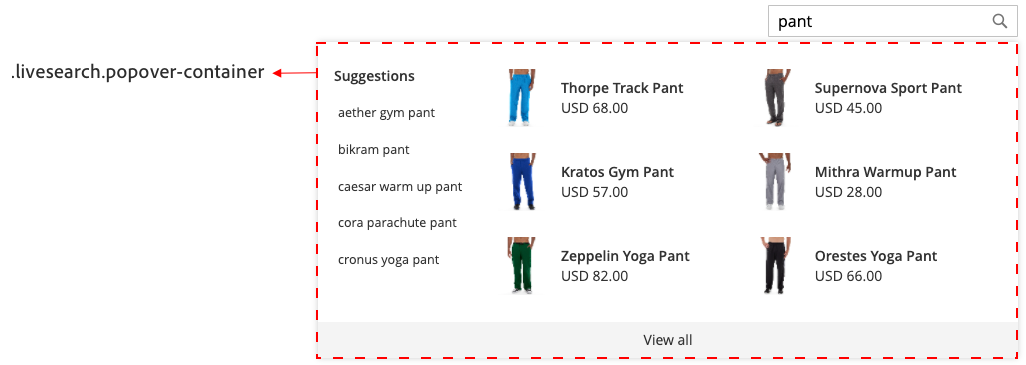 pant
.livesearch.popover-container
Suggestions
aether gym pant
bikram pant
caesar warm up pant
cora parachute pant
cronus yoga pant
Thorpe Track Pant
USD 68.00
Supernova Sport Pant
USD 45.00
Kratos Gym Pant
USD 57.00
Mithra Warmup Pant
USD 28.00
Zeppelin Yoga Pant
USD 82.00
Orestes Yoga Pant
USD 66.00
View all